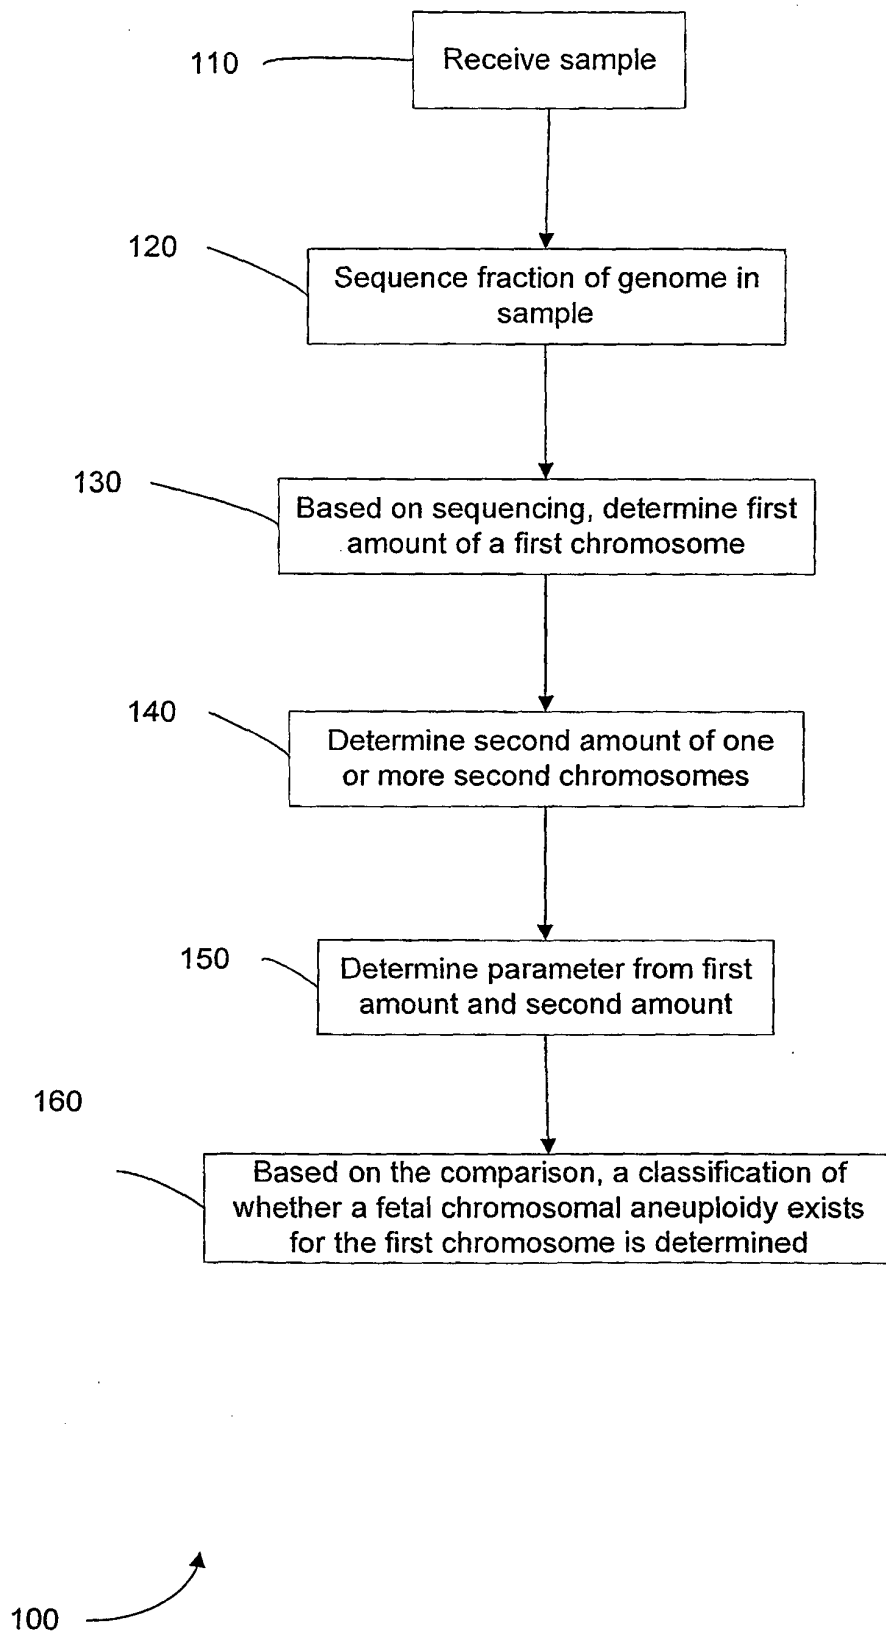 110
Receive sample
120
Sequence fraction of genome in
sample
130
Based on sequencing, determine first
amount of a first chromosome
140
Determine second amount of one
or more second chromosomes
150
Determine parameter from first
amount and second amount
160
Based on the comparison, a classification of
whether a fetal chromosomal aneuploidy exists
for the first chromosome is determined
100